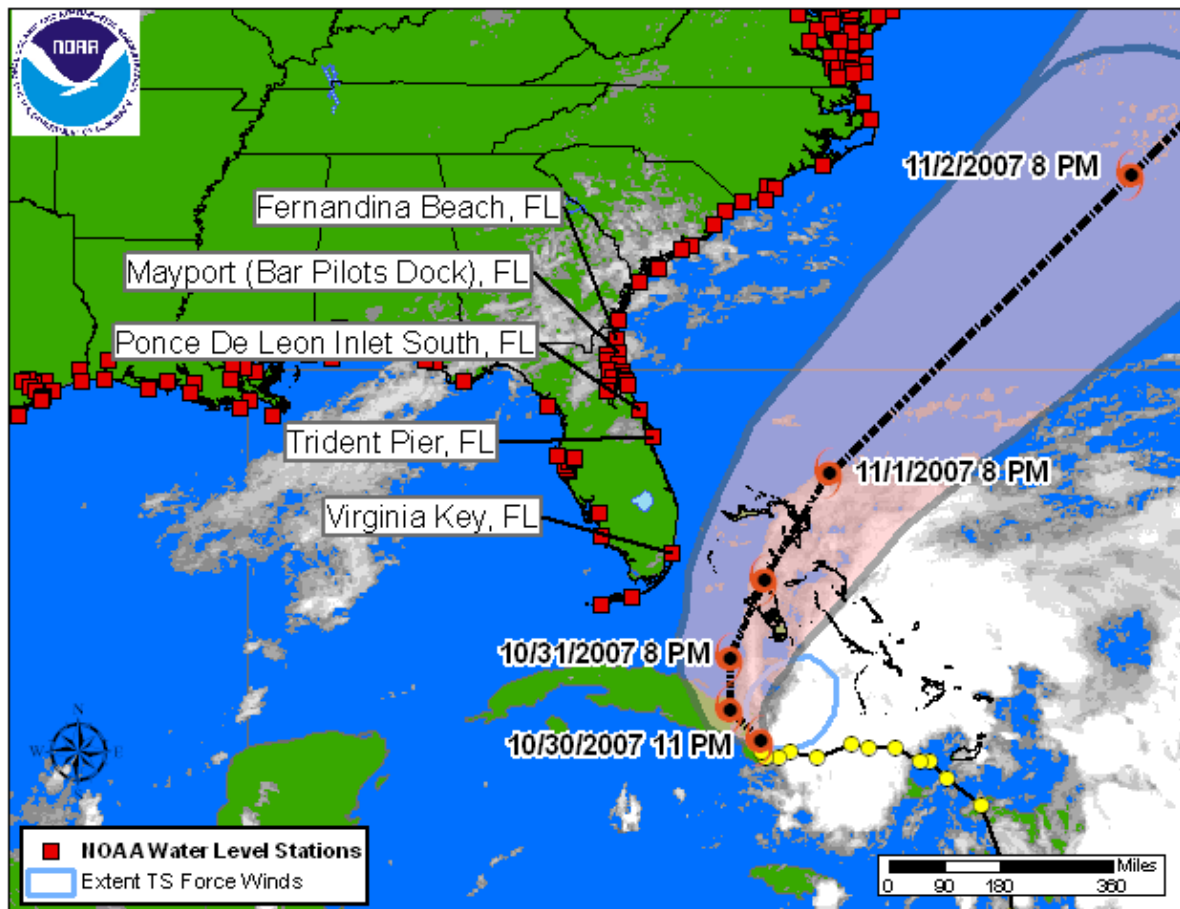 NOAA
11/2/2007 8 PM
Fernandina Beach, FL
Mayport (Bar Pilots Dock), FL
Ponce De Leon Inlet South, FL
Trident Pier, FL
11/1/2007 8 PM
Virginia Key, FL
10/31/2007 8 PM
10/30/2007 11 PM
W E
NOAA Water Level Stations
Extent TS Force Winds
Miles
0 90 180 360